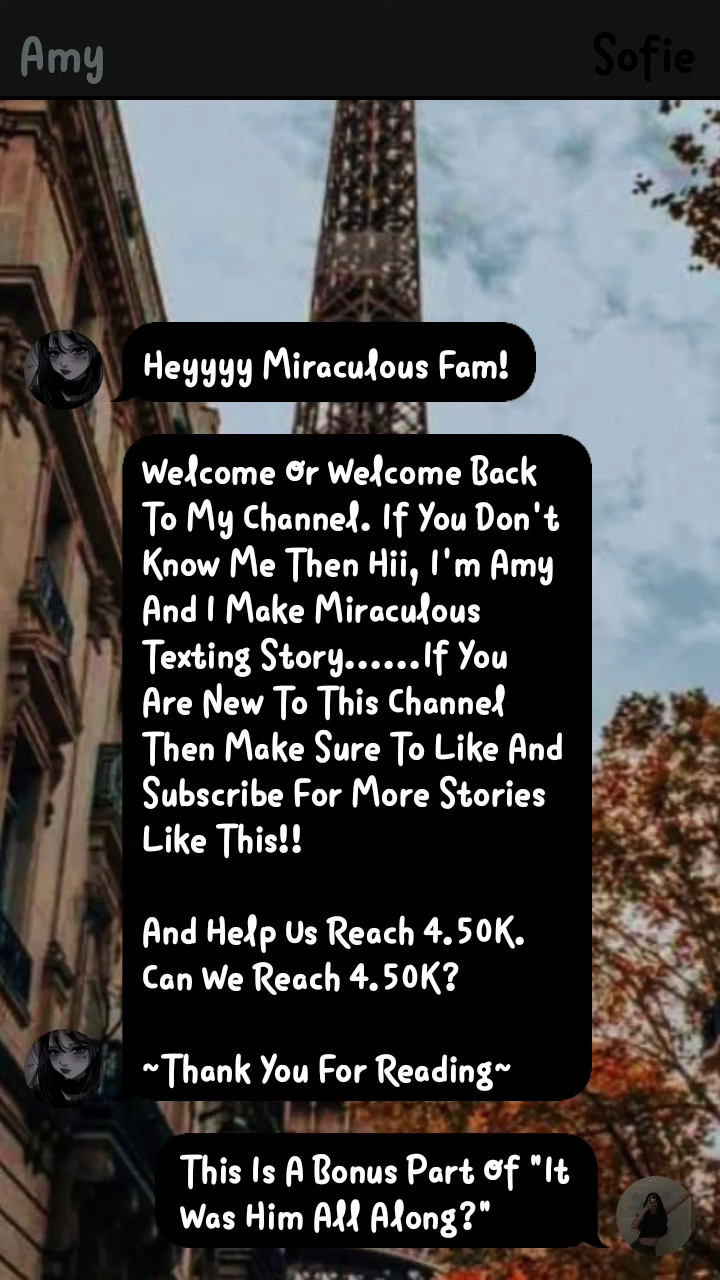 Amy
Sofie
Heyyyy Miraculous Fam!
Welcome Or Welcome Back
To My Channel. If You Don't
Know Me Then Hii, I'm Amy
And I Make Miraculous
Texting Story......If You
Are New To This Channel
Then Make Sure To Like And
Subscribe For More Stories
Like This!!
And Help Us Reach 4.50K.
Can We Reach 4.50K?
~Thank You For Reading~
This Is A Bonus Part Of "It
Was Him All Along?"